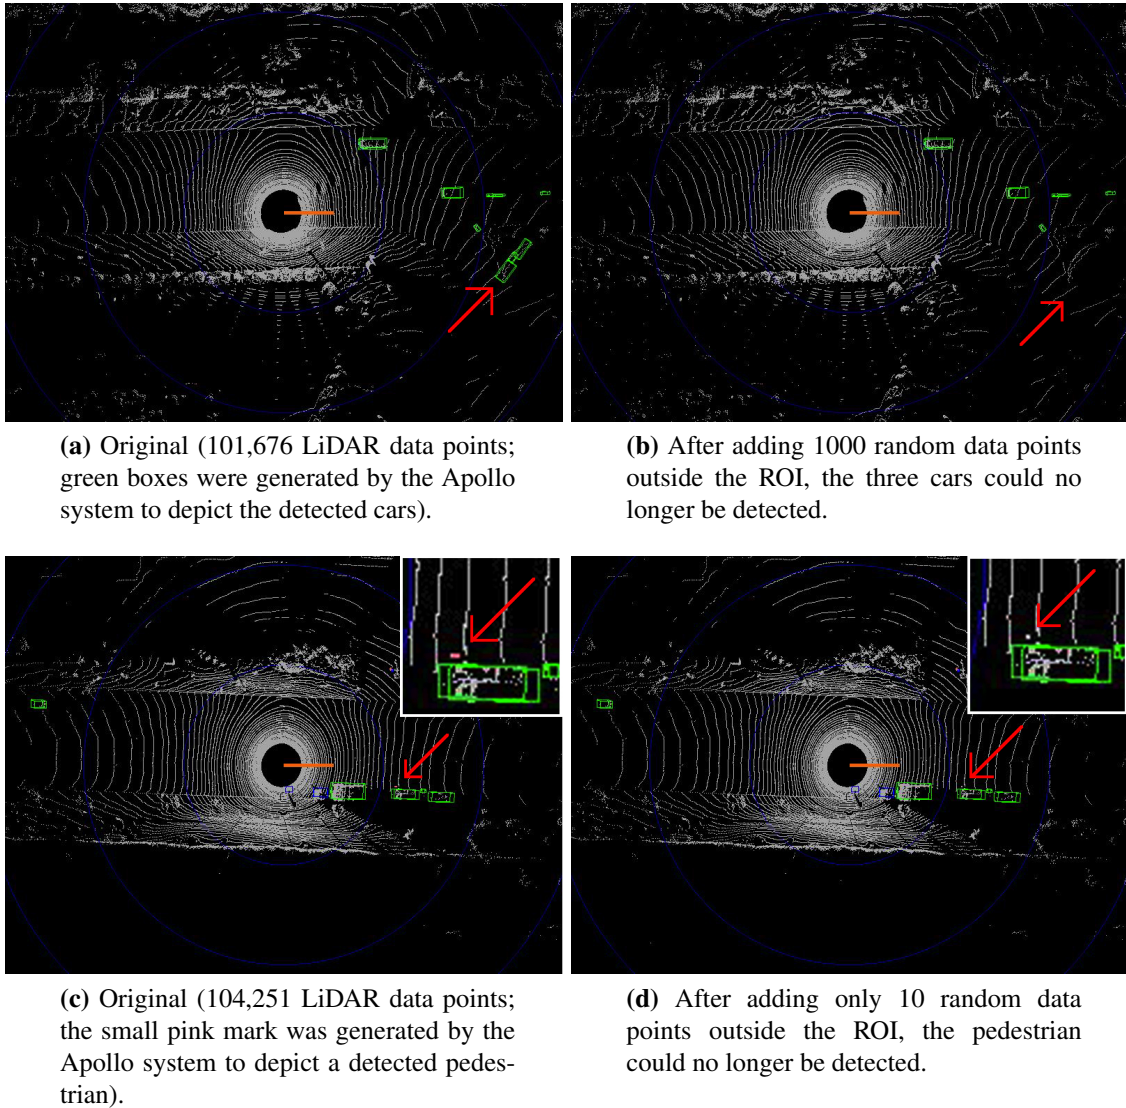 (a) Original (101,676 LiDAR data points;
green boxes were generated by the Apollo
system to depict the detected cars).
(b) After adding 1000 random data points
outside the ROI, the three cars could no
longer be detected.
(c) Original (104,251 LiDAR data points;
the small pink mark was generated by the
Apollo system to depict a detected pedes-
trian).
(d) After adding only 10 random data
points outside the ROI, the pedestrian
could no longer be detected.